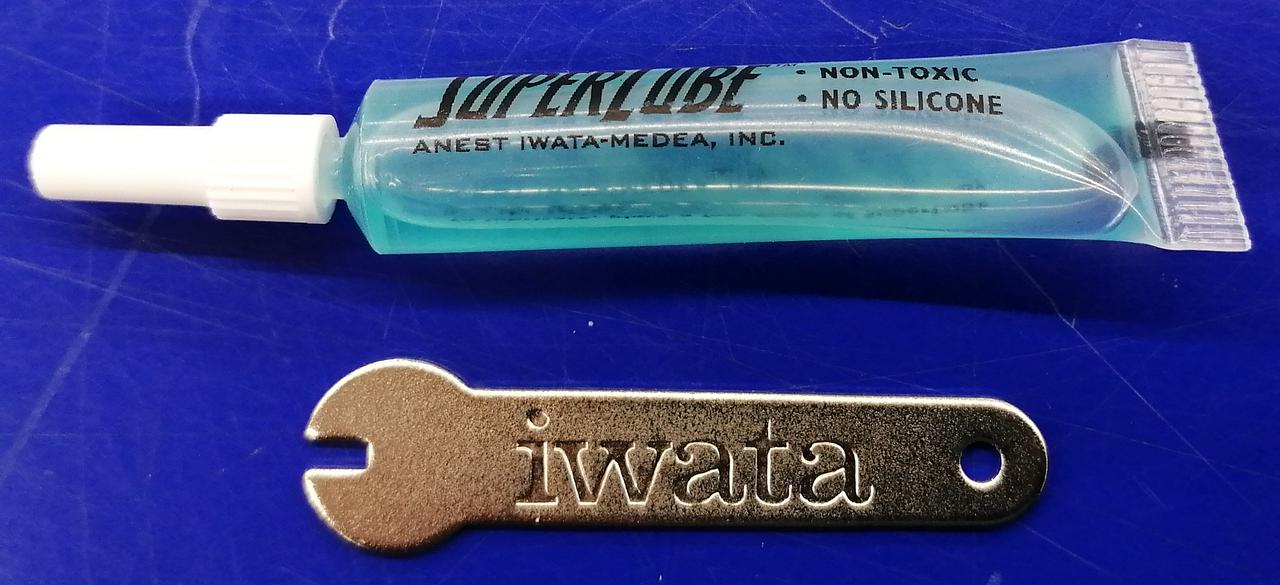 SUPERLUBE™
• NON-TOXIC
• NO SILICONE
ANEST IWATA-MEDEA, INC.
iwata